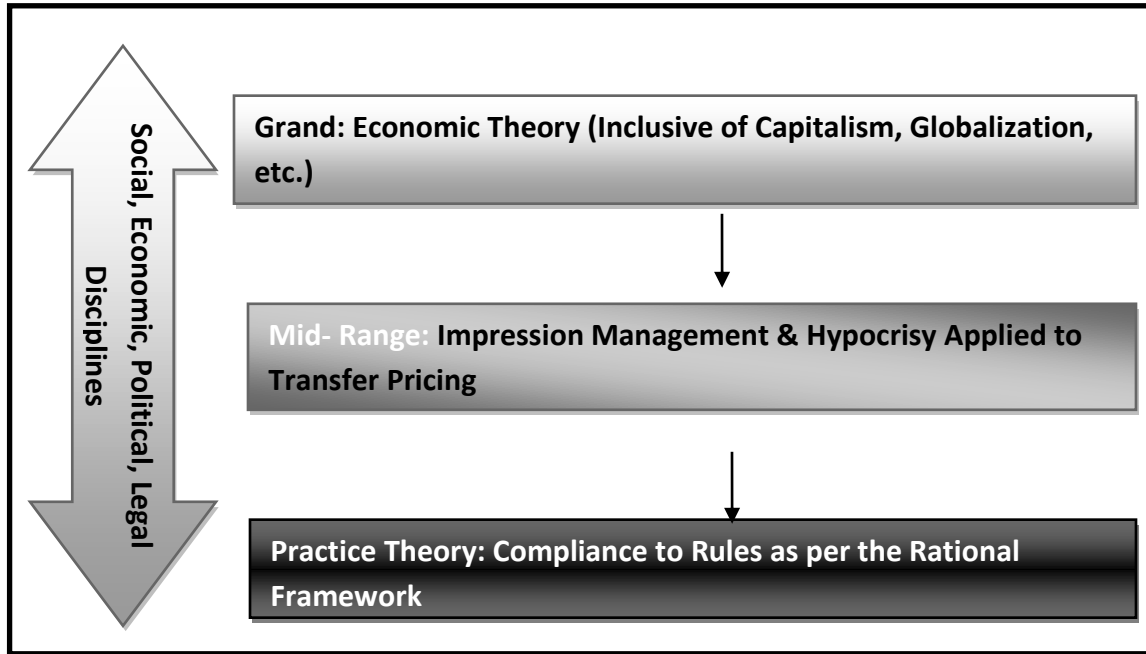 Social, Economic, Political, Legal
Disciplines
Grand: Economic Theory (Inclusive of Capitalism, Globalization,
etc.)
Mid- Range: Impression Management & Hypocrisy Applied to
Transfer Pricing
Practice Theory: Compliance to Rules as per the Rational
Framework